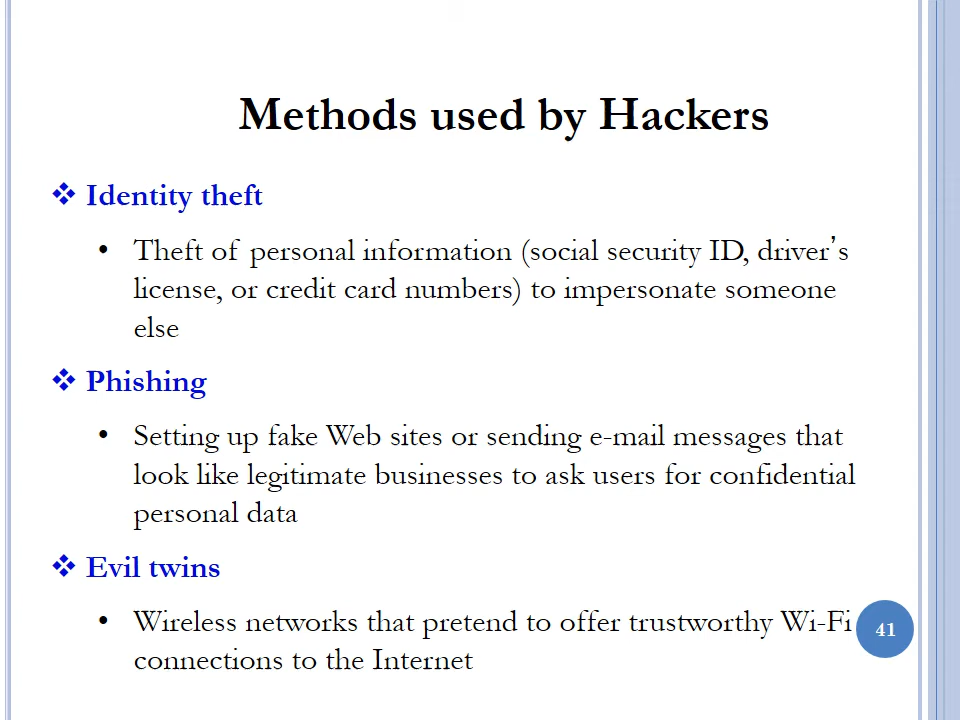 Methods used by Hackers
❖ Identity theft
• Theft of personal information (social security ID, driver’s
license, or credit card numbers) to impersonate someone
else
❖ Phishing
• Setting up fake Web sites or sending e-mail messages that
look like legitimate businesses to ask users for confidential
personal data
❖ Evil twins
• Wireless networks that pretend to offer trustworthy Wi-Fi
connections to the Internet
41